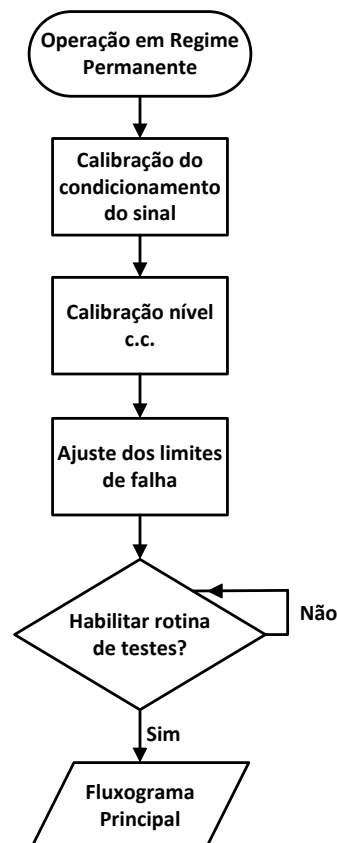 Operação em Regime
Permanente
Calibração do
condicionamento
do sinal
Calibração nível
c.c.
Ajuste dos limites
de falha
Habilitar rotina
de testes?
Não
Sim
Fluxograma
Principal